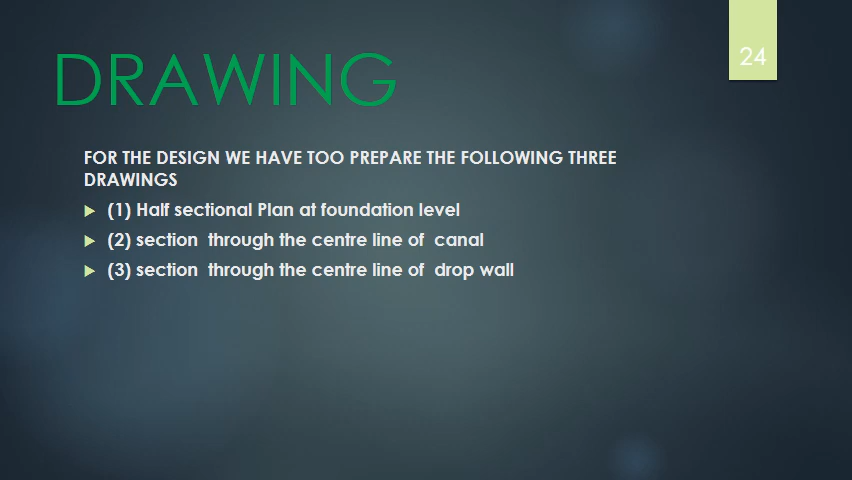 DRAWING
24
FOR THE DESIGN WE HAVE TOO PREPARE THE FOLLOWING THREE
DRAWINGS
(1) Half sectional Plan at foundation level
(2) section through the centre line of canal
(3) section through the centre line of drop wall